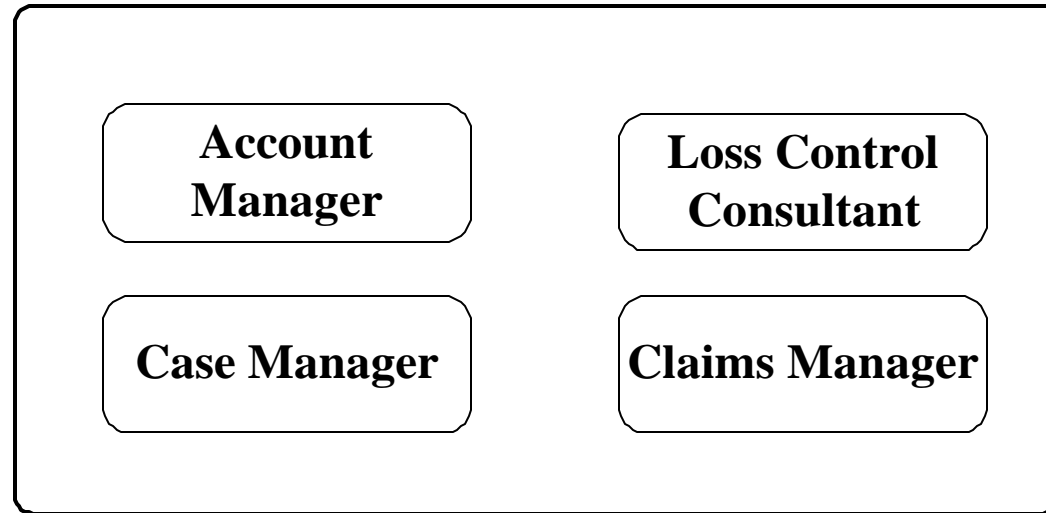 Account
Manager
Loss Control
Consultant
Case Manager
Claims Manager